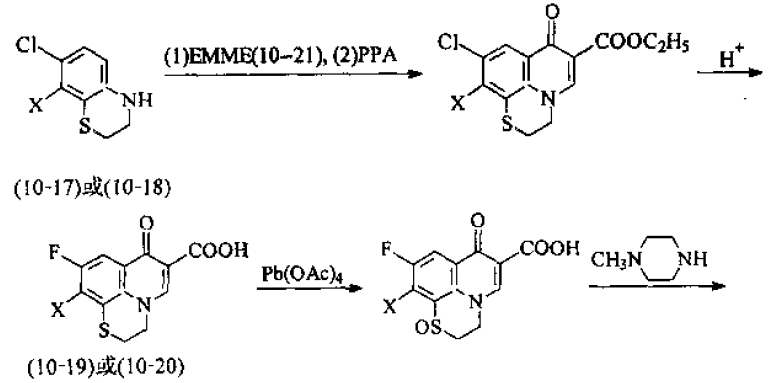 Cl
X
S
NH
(1)EMME(10-21), (2)PPA
Cl
X
S
N
O
COOC₂H₅
H⁺
(10-17)或(10-18)
F
X
S
N
O
COOH
Pb(OAc)₄
F
X
OS
N
O
COOH
CH₃N
NH
(10-19)或(10-20)